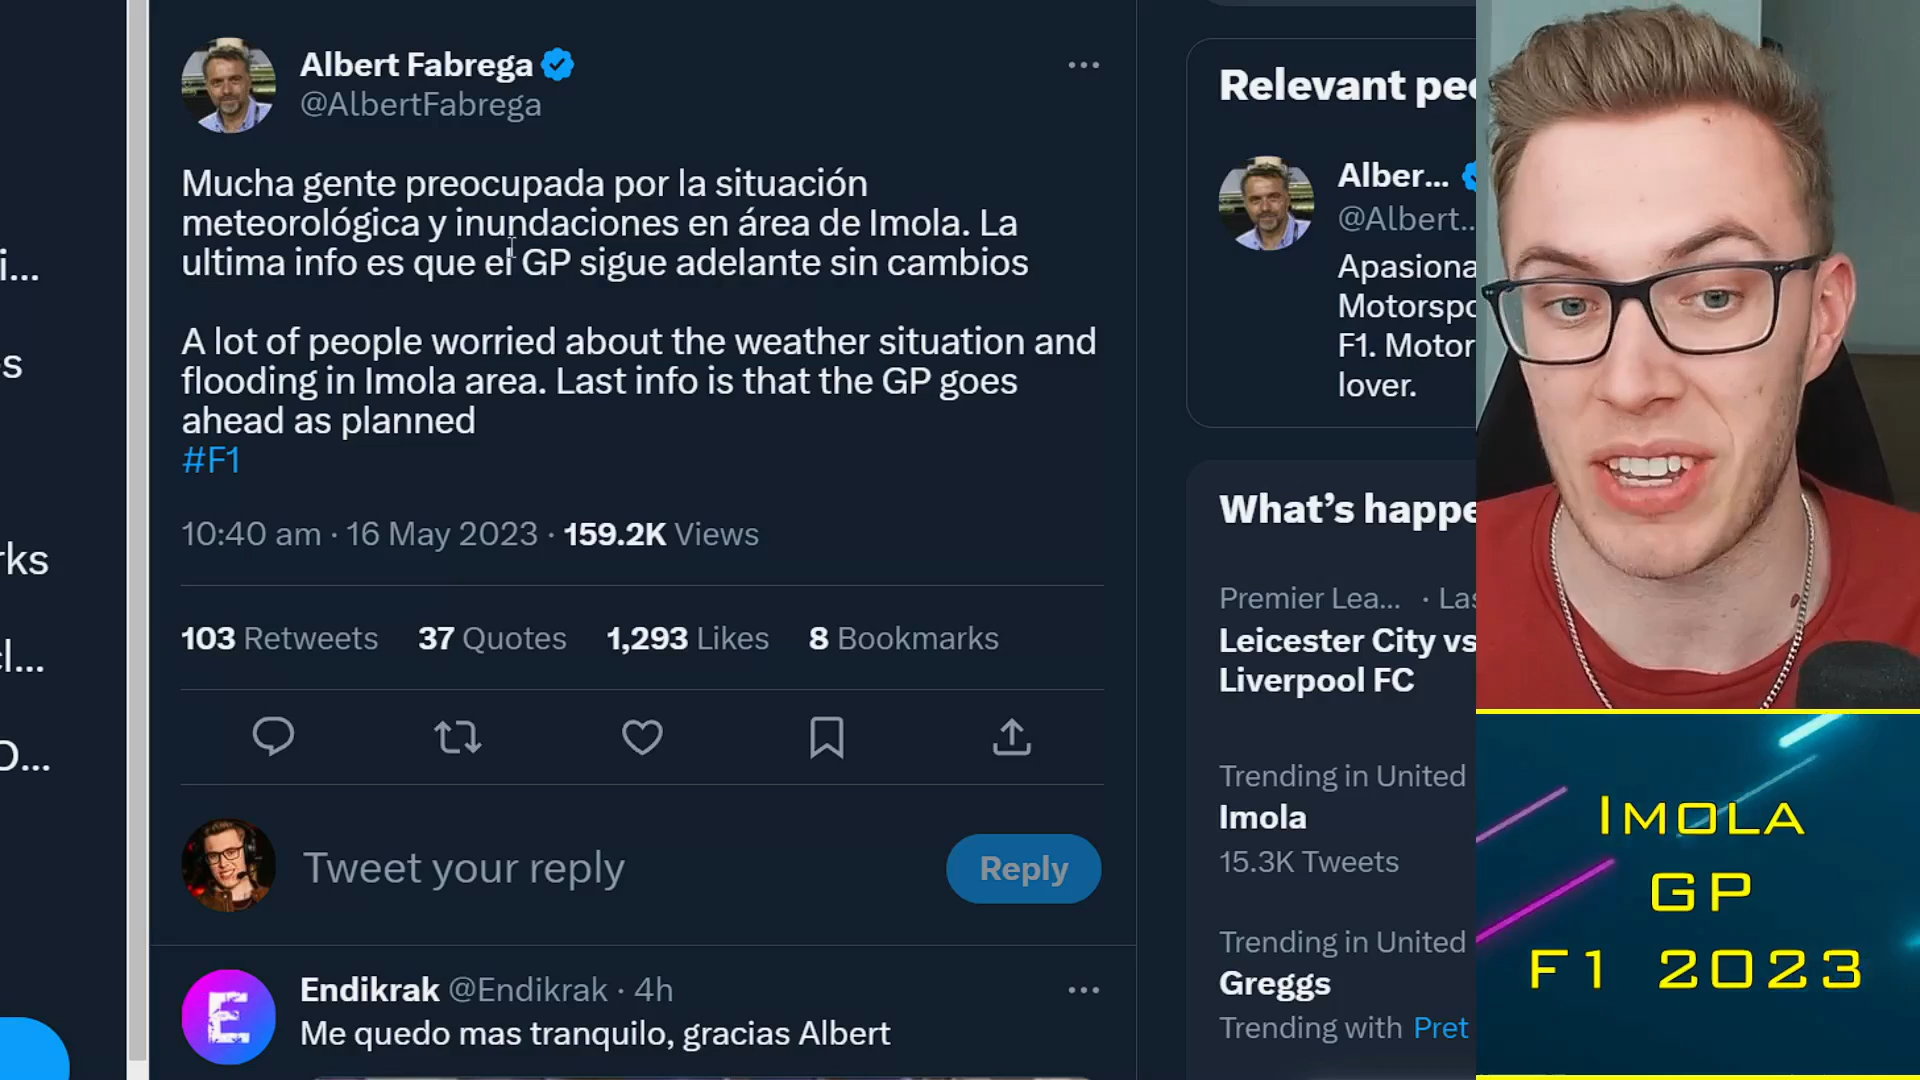 Albert Fabrega
@AlbertFabrega
Mucha gente preocupada por la situación
meteorológica y inundaciones en área de Imola. La
ultima info es que el GP sigue adelante sin cambios
A lot of people worried about the weather situation and
flooding in Imola area. Last info is that the GP goes
ahead as planned
#F1
10:40 am · 16 May 2023 · 159.2K Views
103 Retweets 37 Quotes 1,293 Likes 8 Bookmarks
Tweet your reply
Reply
Endikrak @Endikrak · 4h
Me quedo mas tranquilo, gracias Albert
i...
s
rks
cl...
D...
Relevant pe
Alber...
@Albert...
Apasiona
Motorsp
F1. Motor
lover.
What's happe
Premier Lea... · Las
Leicester City vs
Liverpool FC
Trending in United
Imola
15.3K Tweets
Trending in United
Greggs
Trending with Pret
IMOLA
GP
F1 2023
E